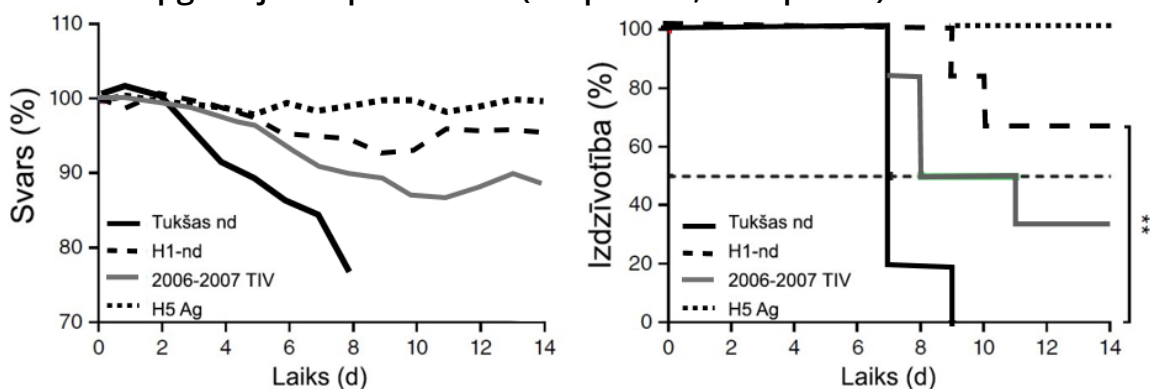 110
100
90
80
70
Svars (%)
Tukšas nd
H1-nd
2006-2007 TIV
H5 Ag
0 2 4 6 8 10 12 14
Laiks (d)
100
80
60
40
20
0
Izdzīvotība (%)
Tukšas nd
H1-nd
2006-2007 TIV
H5 Ag
**
0 2 4 6 8 10 12 14
Laiks (d)